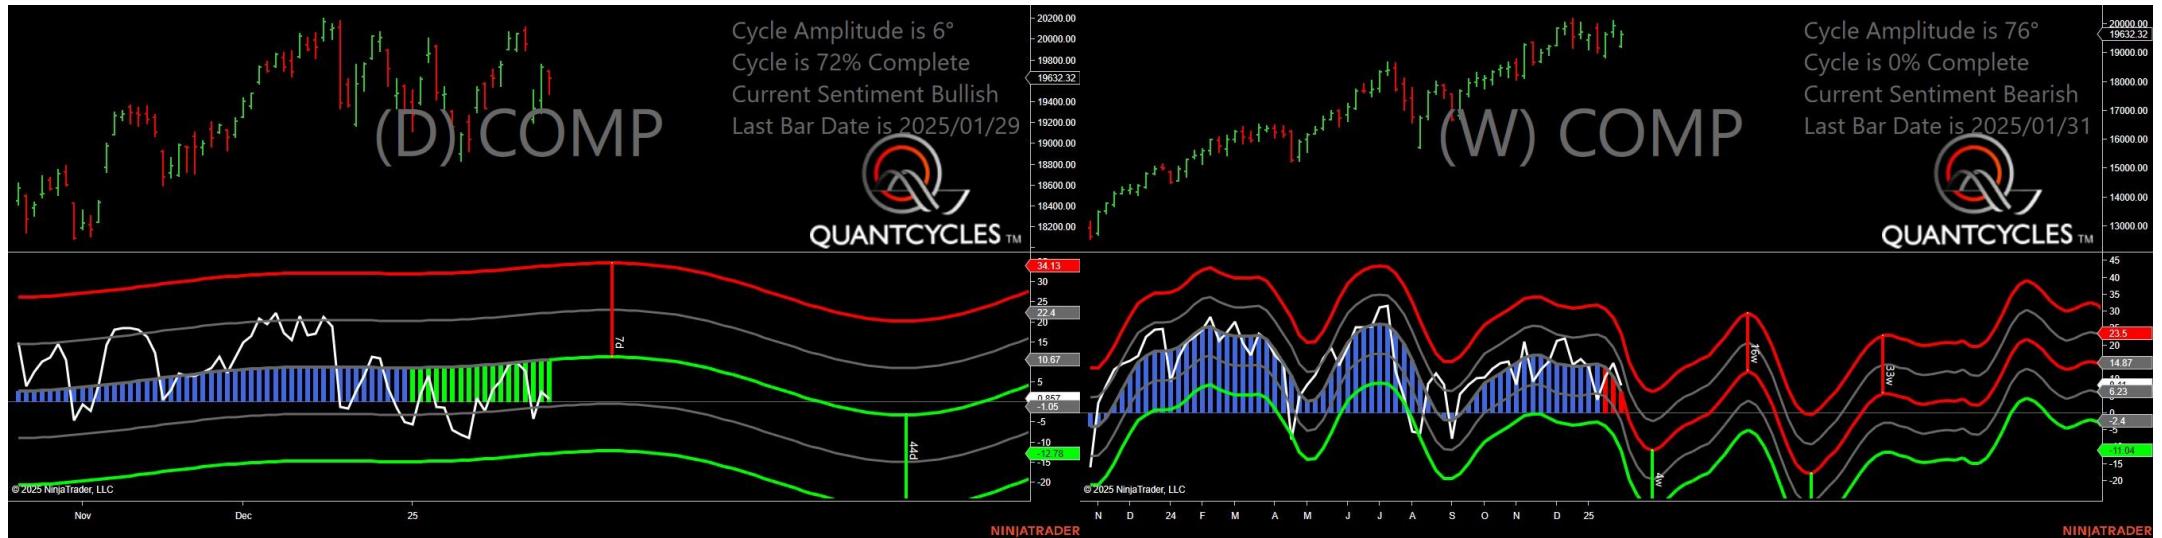 Cycle Amplitude is 6°
Cycle is 72% Complete
Current Sentiment Bullish
Last Bar Date is 2025/01/29
(D) COMP
QUANTCYCLES TM
20200.00
20000.00
19800.00
19632.32
19400.00
19200.00
19000.00
18800.00
18600.00
18400.00
18200.00
34.13
30
25
22.4
20
15
10.67
5
0.857
-1.05
-5
-10
-12.78
-15
-20
7d
44d
© 2025 NinjaTrader, LLC
Nov Dec 25
NINJATRADER
Cycle Amplitude is 76°
Cycle is 0% Complete
Current Sentiment Bearish
Last Bar Date is 2025/01/31
(W) COMP
QUANTCYCLES TM
20000.00
19632.32
19000.00
18000.00
17000.00
16000.00
15000.00
14000.00
13000.00
45
40
35
30
23.5
20
14.87
6.23
0
-2.4
-5
-11.04
-15
-20
4w
16w
33w
© 2025 NinjaTrader, LLC
N D 24 F M A M J J A S O N D 25
NINJATRADER